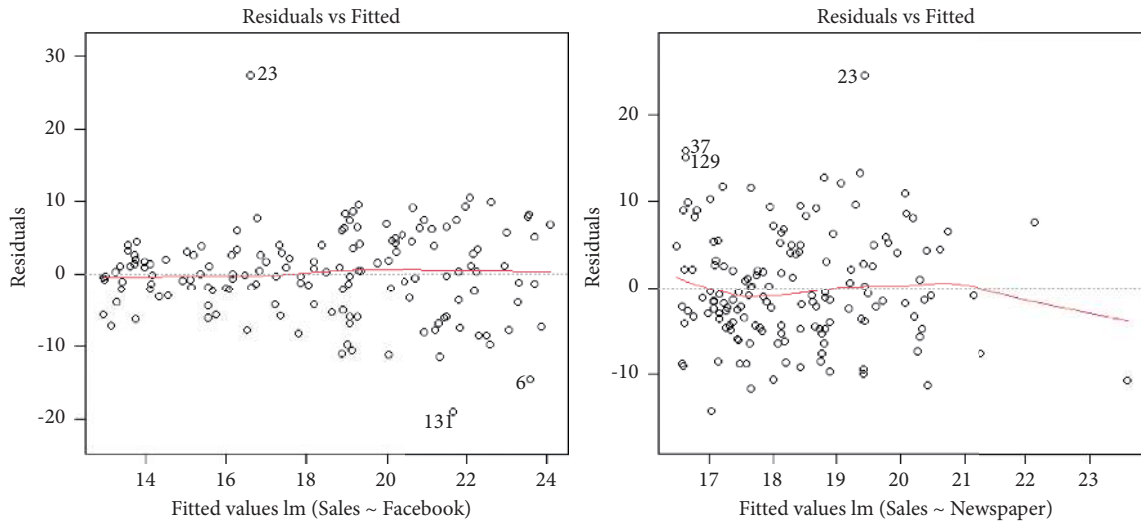 Residuals vs Fitted
30
20
10
0
-10
-20
Residuals
23
6
131
14 16 18 20 22 24
Fitted values lm (Sales ~ Facebook)
Residuals vs Fitted
20
10
0
-10
Residuals
23
37
129
17 18 19 20 21 22 23
Fitted values lm (Sales ~ Newspaper)